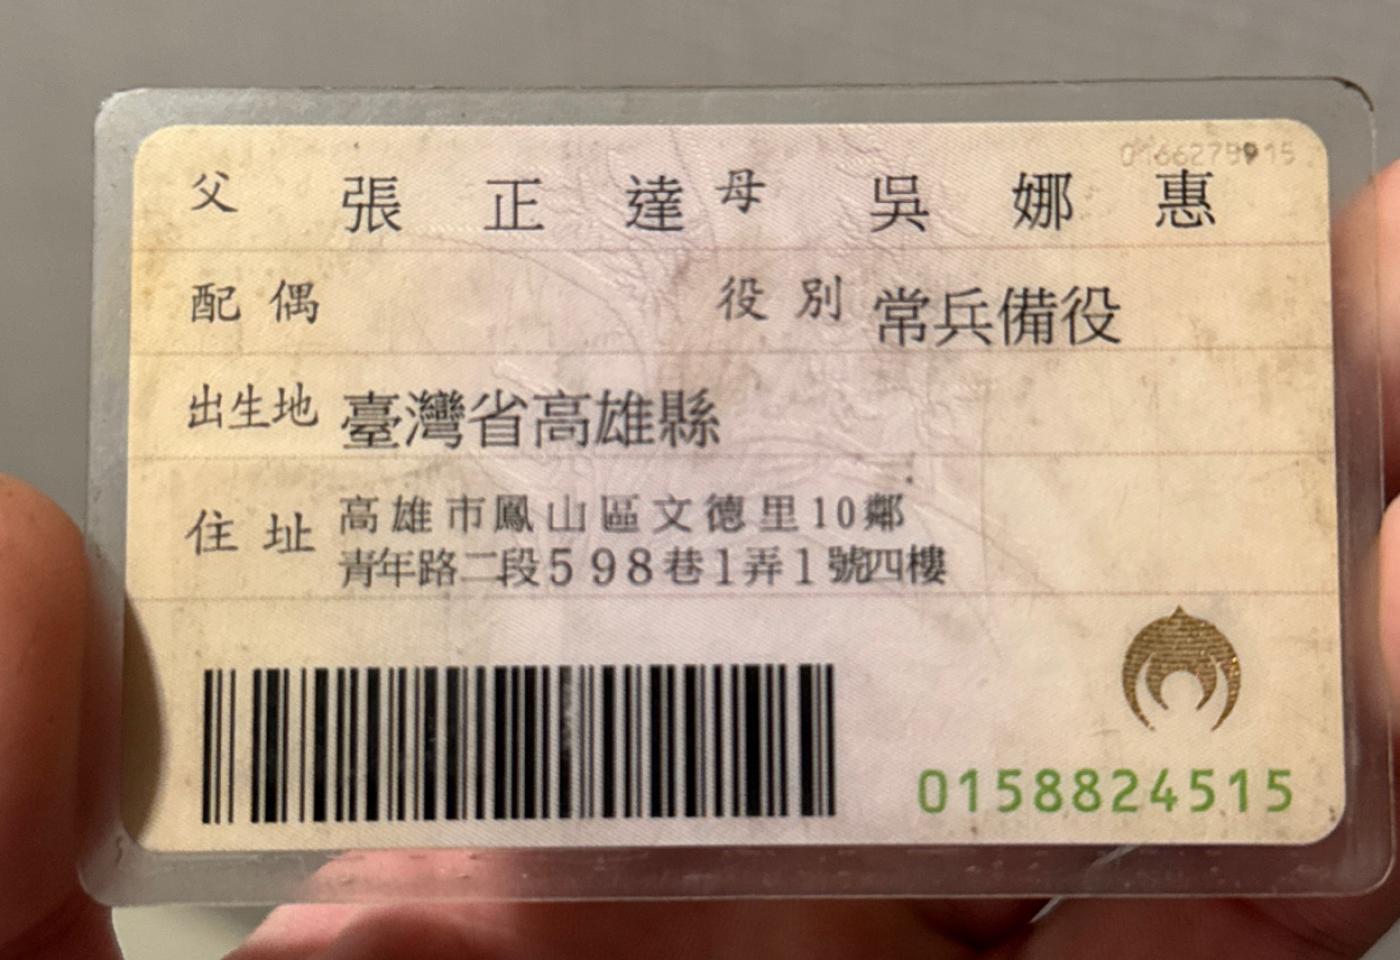 父 張正達 母 吳娜惠
配偶 役別 常兵備役
出生地 臺灣省高雄縣
住址 高雄市鳳山區文德里10鄰
青年路二段598巷1弄1號四樓
0158824515